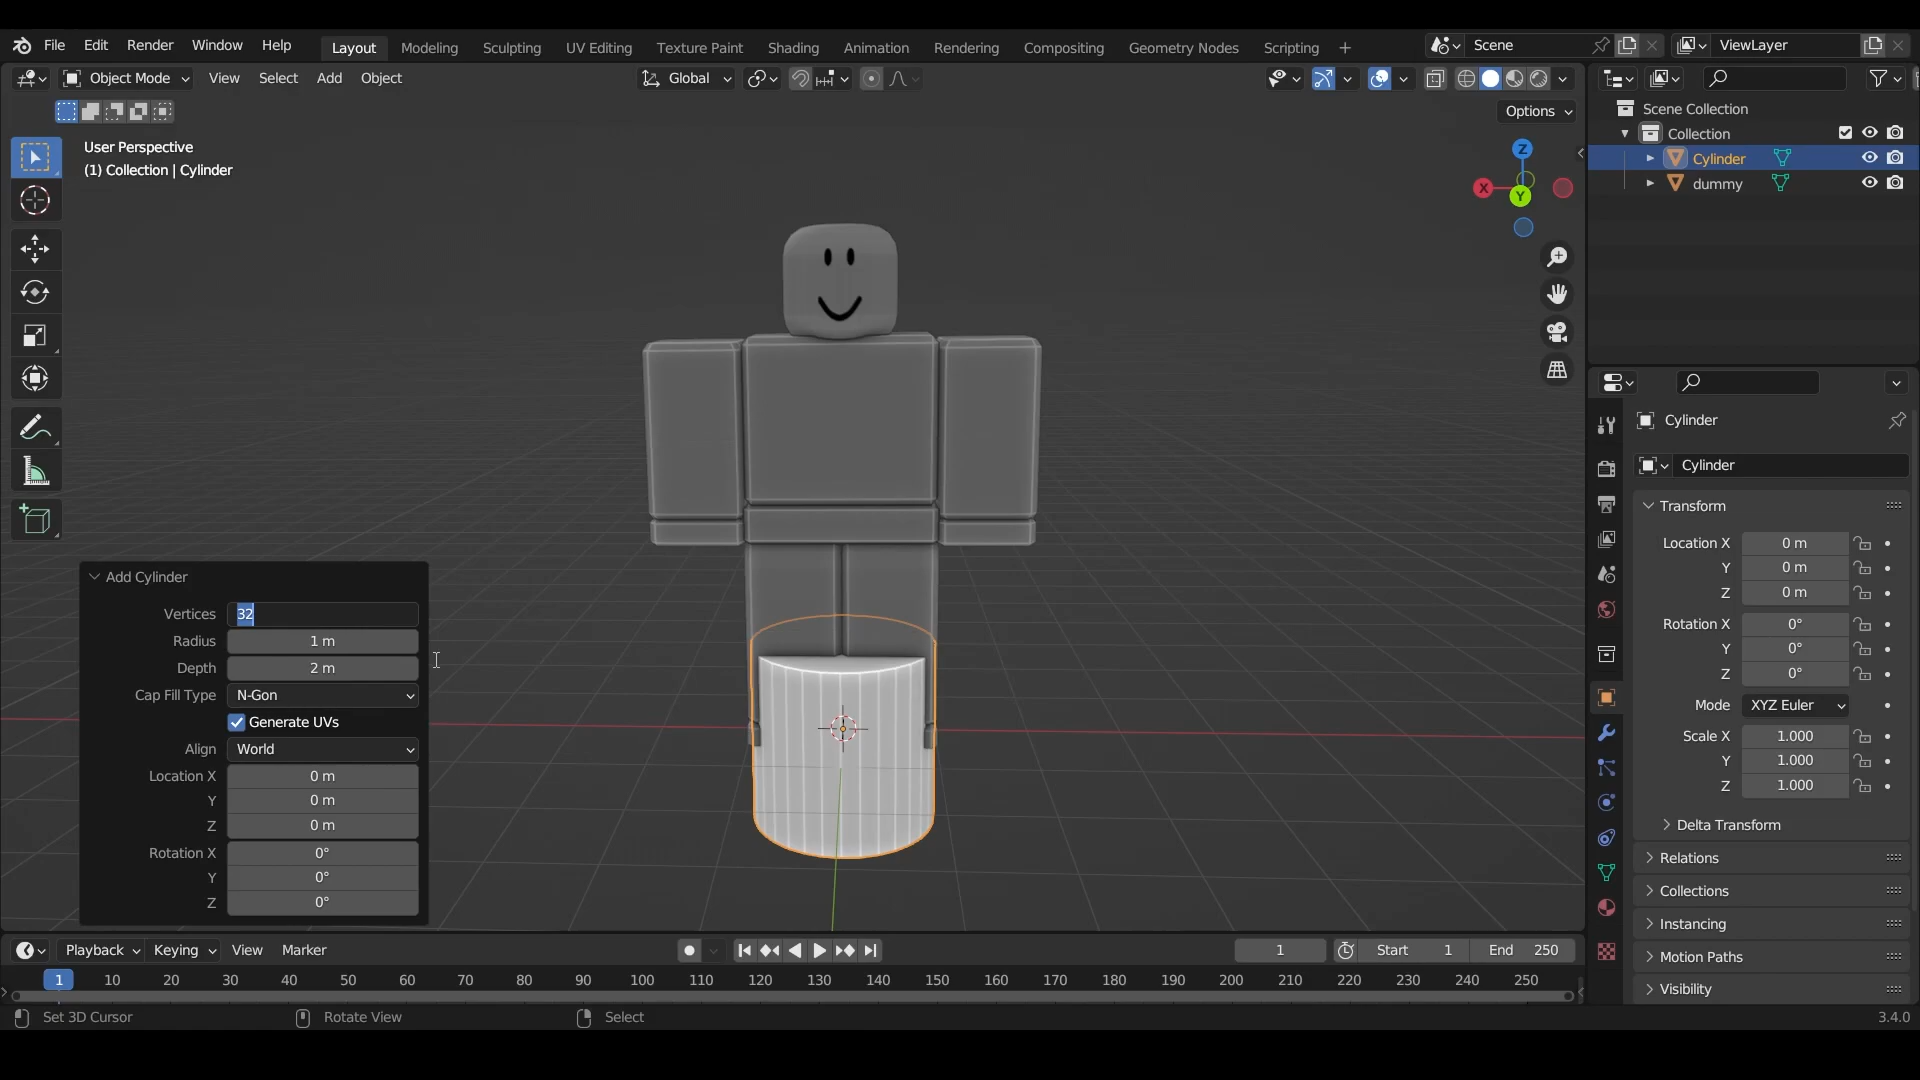 File Edit Render Window Help
Layout Modeling Sculpting UV Editing Texture Paint Shading Animation Rendering Compositing Geometry Nodes Scripting +
Scene
ViewLayer
Object Mode View Select Add Object
Global
Options
User Perspective
(1) Collection | Cylinder
Z
X
Y
Scene Collection
Collection
Cylinder
dummy
Cylinder
Cylinder
Transform
Location X 0 m
Y 0 m
Z 0 m
Rotation X 0°
Y 0°
Z 0°
Mode XYZ Euler
Scale X 1.000
Y 1.000
Z 1.000
Delta Transform
Relations
Collections
Instancing
Motion Paths
Visibility
Add Cylinder
Vertices 32
Radius 1 m
Depth 2 m
Cap Fill Type N-Gon
Generate UVs
Align World
Location X 0 m
Y 0 m
Z 0 m
Rotation X 0°
Y 0°
Z 0°
Playback Keying View Marker
1 Start 1 End 250
1 10 20 30 40 50 60 70 80 90 100 110 120 130 140 150 160 170 180 190 200 210 220 230 240 250
Set 3D Cursor Rotate View Select 3.4.0